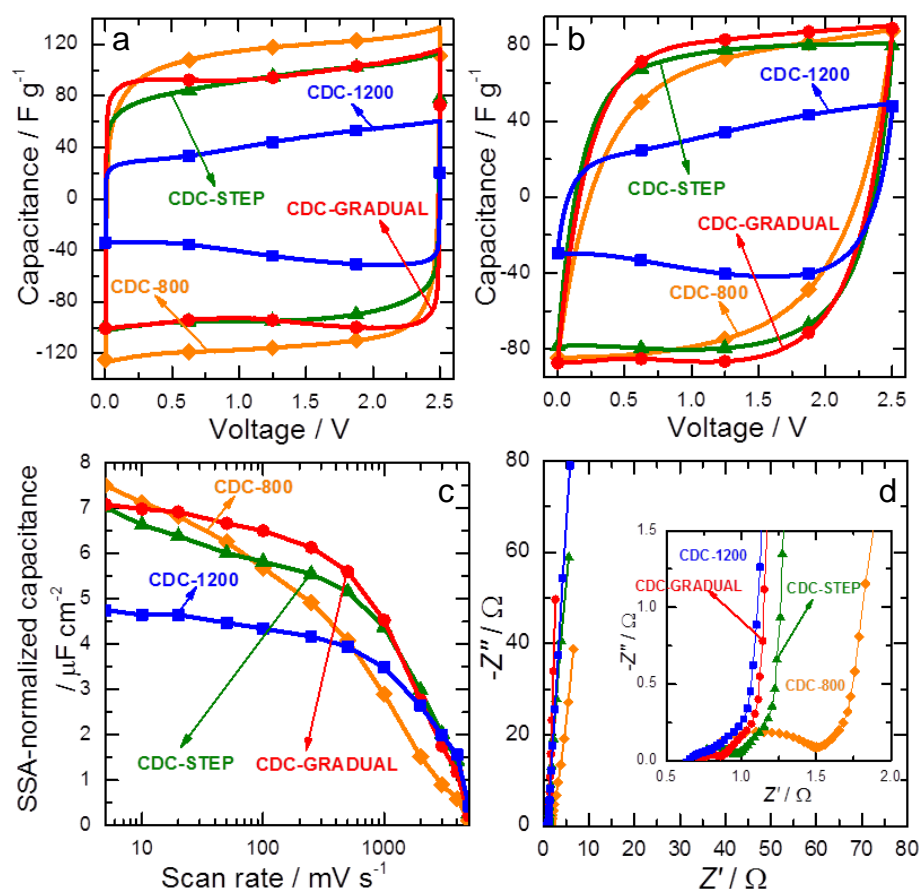 a
Capacitance / F g⁻¹
120
80
40
0
-40
-80
-120
CDC-1200
CDC-STEP
CDC-GRADUAL
CDC-800
0.0 0.5 1.0 1.5 2.0 2.5
Voltage / V
b
Capacitance / F g⁻¹
80
40
0
-40
-80
CDC-1200
CDC-STEP
CDC-GRADUAL
CDC-800
0.0 0.5 1.0 1.5 2.0 2.5
Voltage / V
c
SSA-normalized capacitance
/ μF cm⁻²
8
7
6
5
4
3
2
1
0
CDC-800
CDC-1200
CDC-STEP
CDC-GRADUAL
10 100 1000
Scan rate / mV s⁻¹
d
-Z'' / Ω
80
60
40
20
0
0 10 20 30 40 50 60 70 80
Z' / Ω
-Z'' / Ω
1.5
1.0
0.5
0.0
CDC-1200
CDC-GRADUAL
CDC-STEP
CDC-800
0.5 1.0 1.5 2.0
Z' / Ω